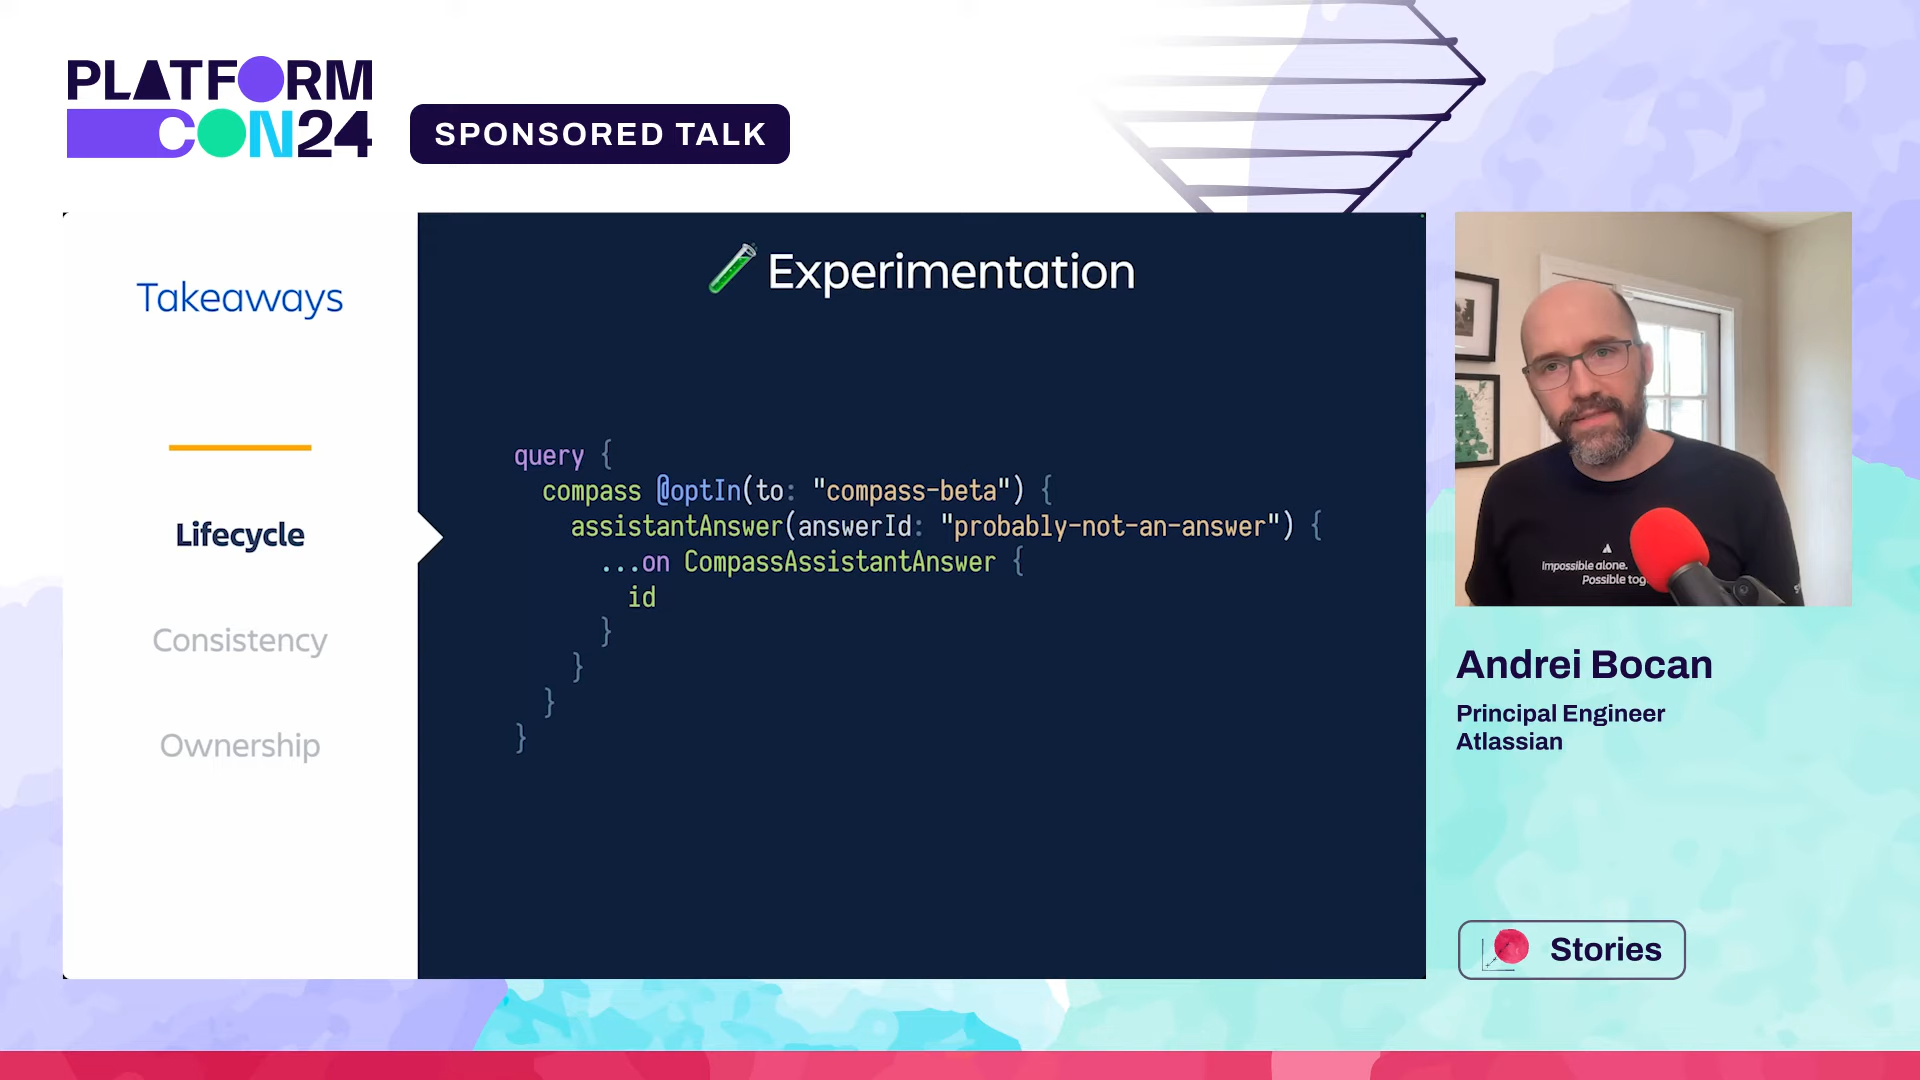 PLATFORM
CON24
SPONSORED TALK
Takeaways
Lifecycle
Consistency
Ownership
Experimentation
query {
compass @optIn(to: "compass-beta") {
assistantAnswer(answerId: "probably-not-an-answer") {
...on CompassAssistantAnswer {
id
}
}
}
}
Impossible alone.
Possible
Andrei Bocan
Principal Engineer
Atlassian
Stories